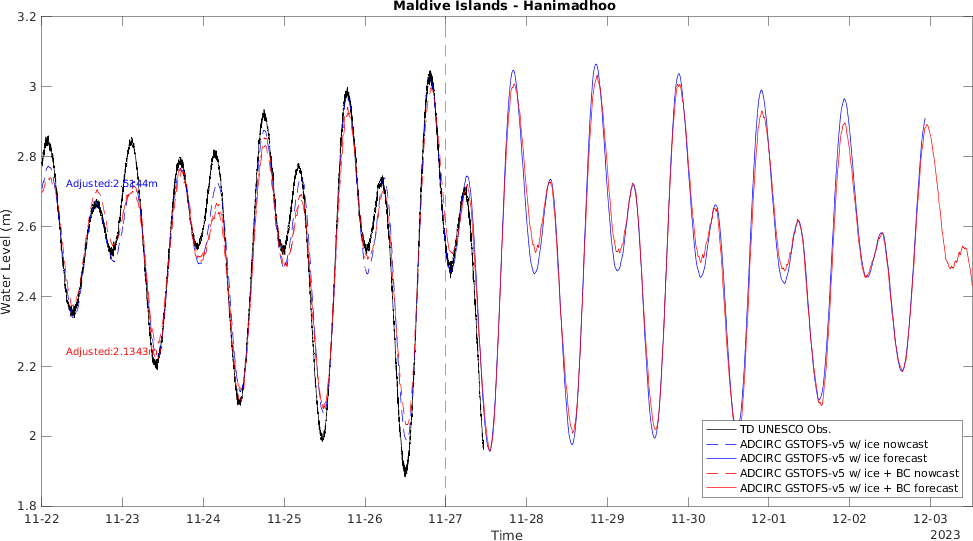 Maldive Islands - Hanimadhoo
3.2
3
2.8
2.6
2.4
2.2
2
1.8
Water Level (m)
Adjusted:2.5144m
Adjusted:2.1343m
TD UNESCO Obs.
ADCIRC GSTOFS-v5 w/ ice nowcast
ADCIRC GSTOFS-v5 w/ ice forecast
ADCIRC GSTOFS-v5 w/ ice + BC nowcast
ADCIRC GSTOFS-v5 w/ ice + BC forecast
11-22 11-23 11-24 11-25 11-26 11-27 11-28 11-29 11-30 12-01 12-02 12-03
Time
2023